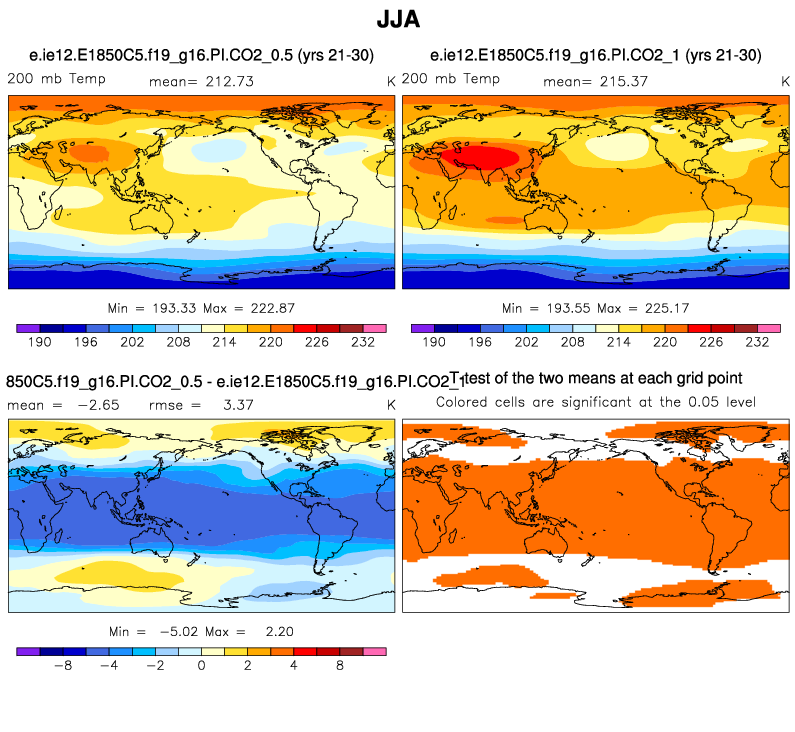 JJA
e.ie12.E1850C5.f19_g16.PI.CO2_0.5 (yrs 21-30)
200 mb Temp mean= 212.73 K
Min = 193.33 Max = 222.87
190 196 202 208 214 220 226 232
e.ie12.E1850C5.f19_g16.PI.CO2_1 (yrs 21-30)
200 mb Temp mean= 215.37 K
Min = 193.55 Max = 225.17
190 196 202 208 214 220 226 232
850C5.f19_g16.PI.CO2_0.5 - e.ie12.E1850C5.f19_g16.PI.CO2_1
mean = -2.65 rmse = 3.37 K
Min = -5.02 Max = 2.20
-8 -4 -2 0 2 4 8
T-test of the two means at each grid point
Colored cells are significant at the 0.05 level